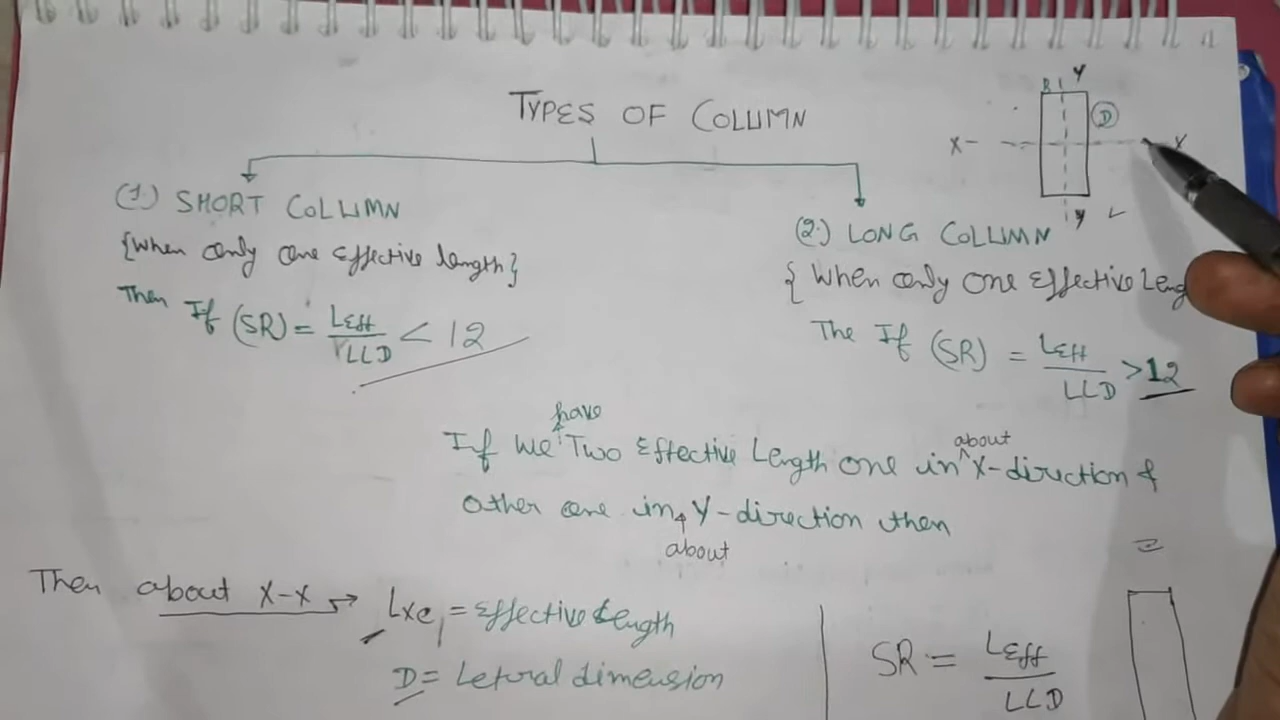 TYPES OF COLUMN
B
Y
D
X-
X
Y
(1.) SHORT COLUMN
{When only one Effective length}
Then If (SR) = LEff / LLD < 12
(2.) LONG COLUMN
{ When only One Effective Leng
The If (SR) = LEff / LLD > 12
have
If We Two Effective Length one in about X-direction &
other one in Y-direction then
about
Then about X-X → Lxe, = Effective Length
D = Leteral dimension
SR = LEff / LLD